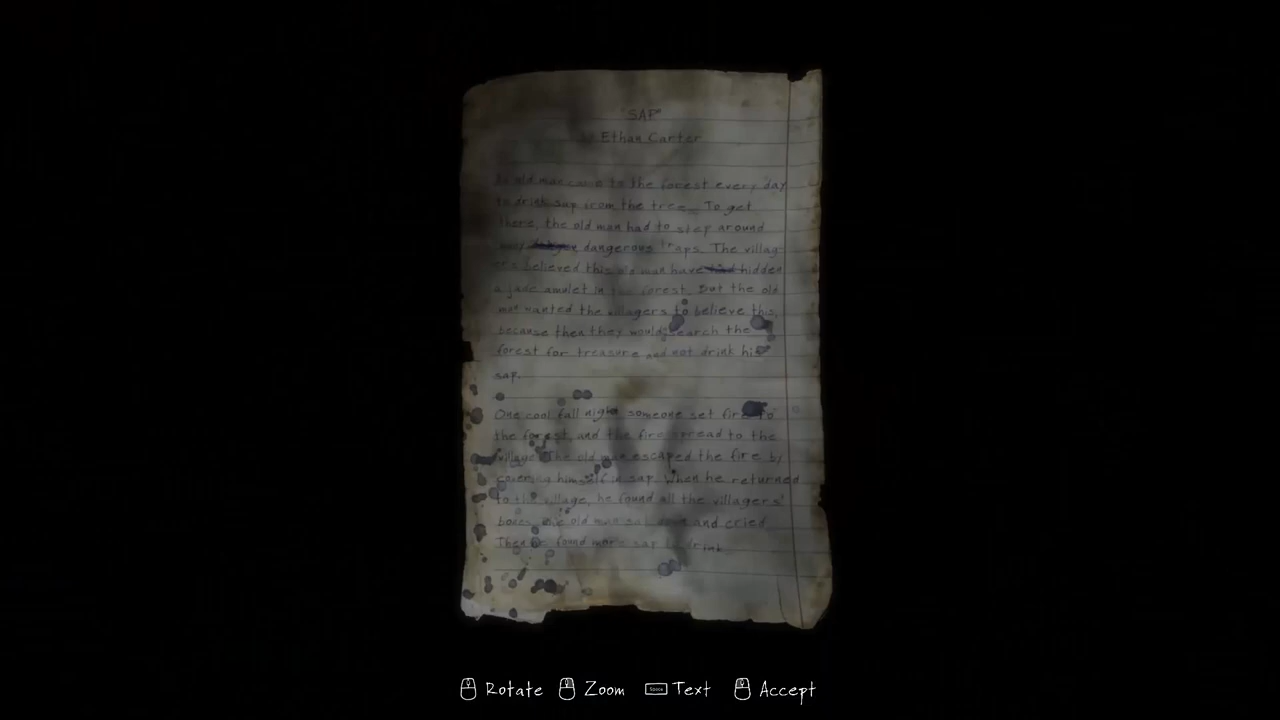 "SAP"
by Ethan Carter
An old man came to the forest every day
to drink sap from the tree. To get
there, the old man had to step around
many dangerous traps. The villag
ers believed this old man have hidden
a jade amulet in the forest. But the old
man wanted the villagers to believe this,
because then they would search the
forest for treasure and not drink his
sap.
One cool fall night someone set fire to
the forest, and the fire spread to the
village. The old man escaped the fire by
covering himself in sap. When he returned
to the village, he found all the villagers'
bones. The old man sat down and cried.
Then he found more sap to drink.
Rotate
Zoom
Space
Text
Accept